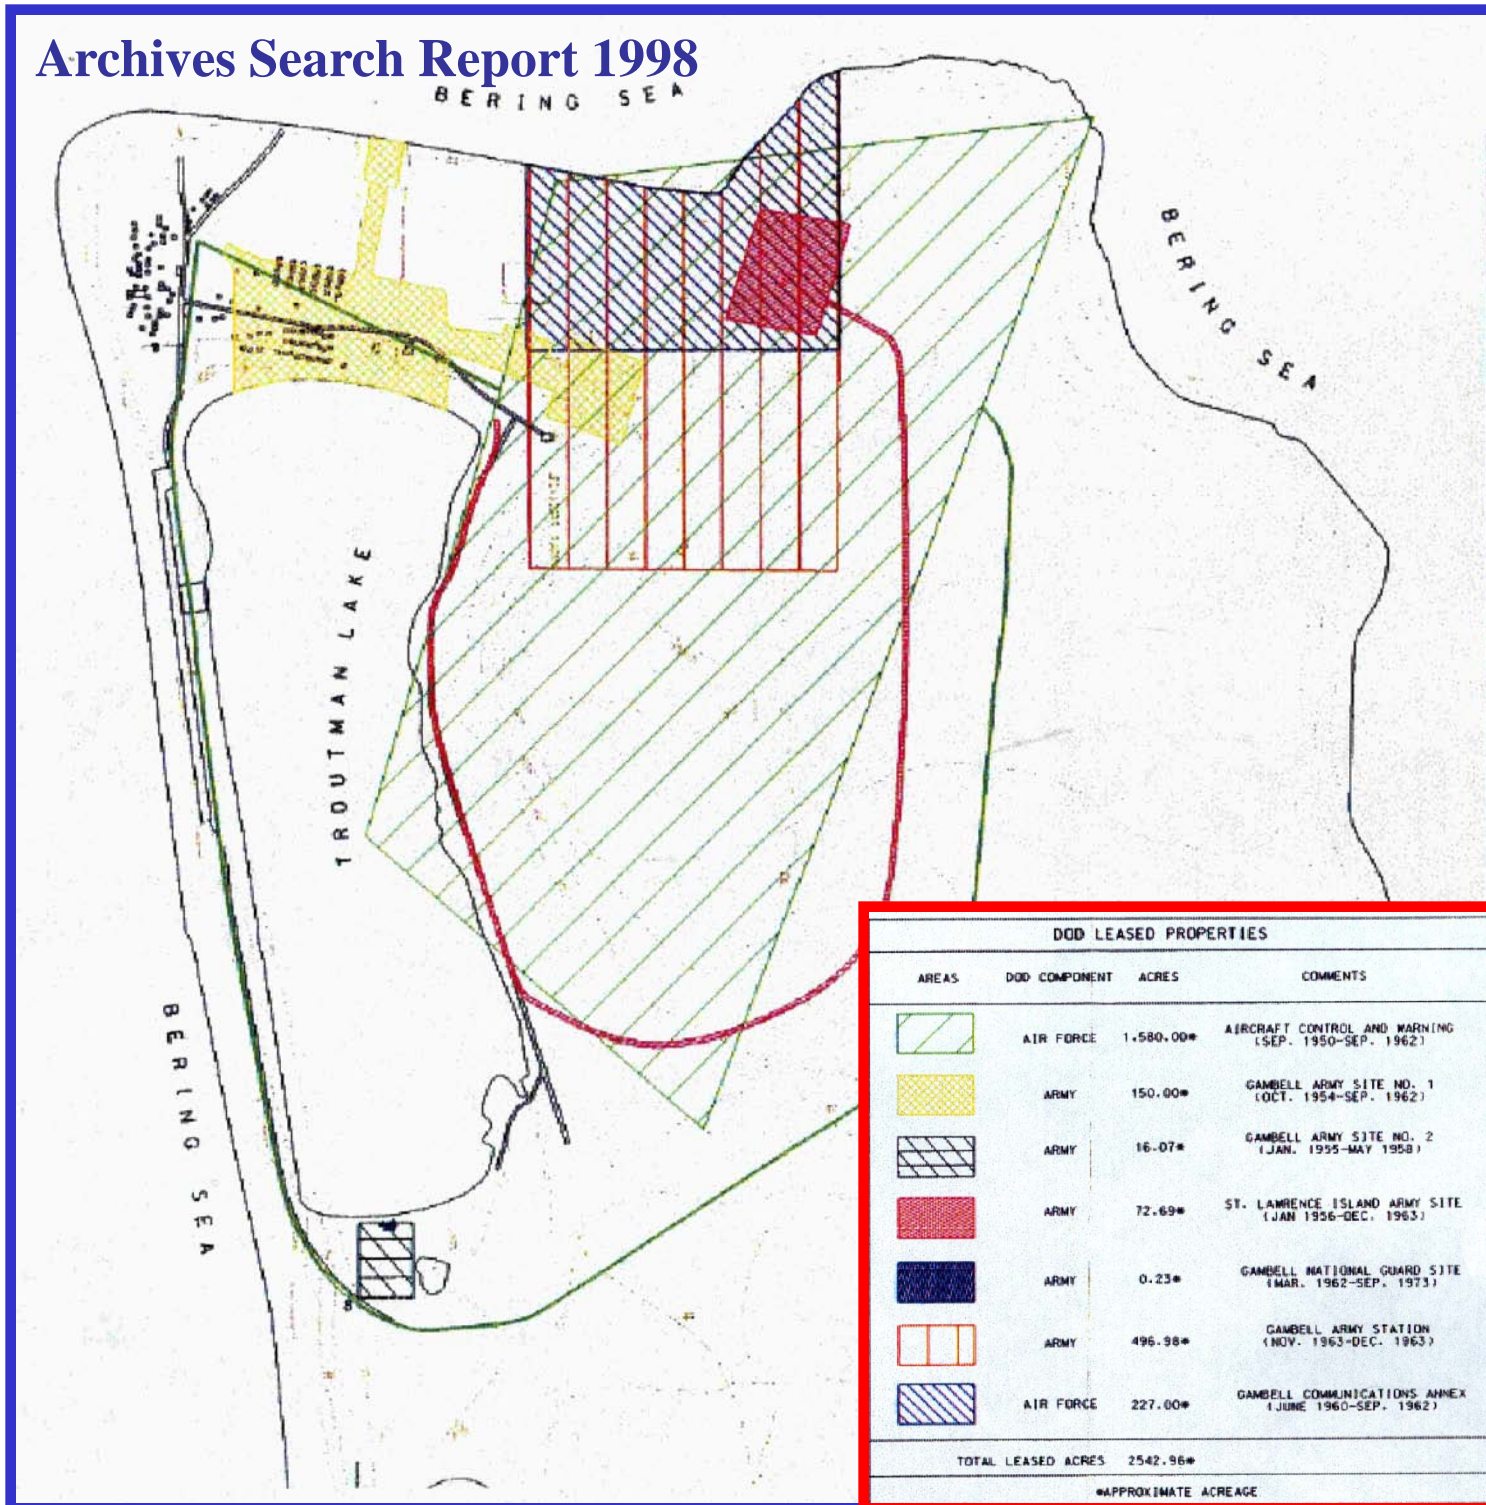 Archives Search Report 1998
BERING SEA
BERING SEA
TROUTMAN LAKE
BERING SEA
DOD LEASED PROPERTIES
AREAS DOD COMPONENT ACRES COMMENTS
AIR FORCE 1,580.00* AIRCRAFT CONTROL AND WARNING
(SEP. 1950-SEP. 1962)
ARMY 150.00* GAMBELL ARMY SITE NO. 1
(OCT. 1954-SEP. 1962)
ARMY 16.07* GAMBELL ARMY SITE NO. 2
(JAN. 1955-MAY 1958)
ARMY 72.69* ST. LAWRENCE ISLAND ARMY SITE
(JAN 1956-DEC. 1963)
ARMY 0.23* GAMBELL NATIONAL GUARD SITE
(MAR. 1962-SEP. 1973)
ARMY 496.98* GAMBELL ARMY STATION
(NOV. 1963-DEC. 1963)
AIR FORCE 227.00* GAMBELL COMMUNICATIONS ANNEX
(JUNE 1960-SEP. 1962)
TOTAL LEASED ACRES 2542.96*
*APPROXIMATE ACREAGE